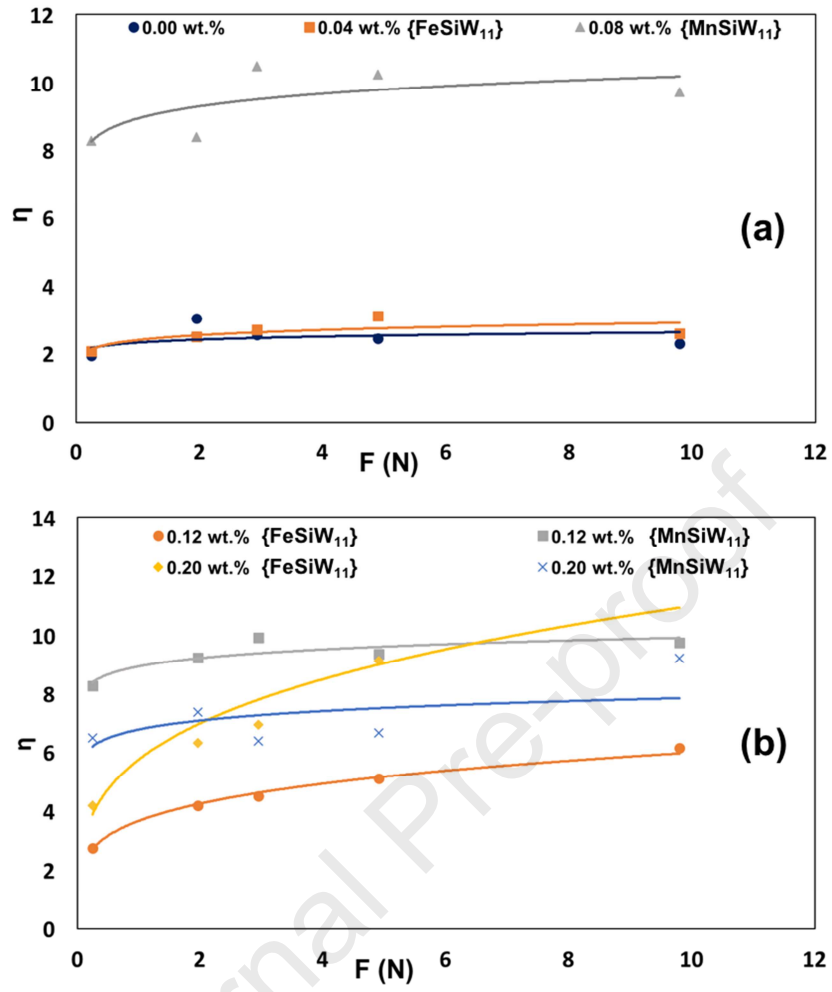 12
0.00 wt.% 0.04 wt.% {FeSiW₁₁} 0.08 wt.% {MnSiW₁₁}
10
8
6
η
(a)
4
2
0
0 2 4 6 8 10 12
F (N)
14
0.12 wt.% {FeSiW₁₁} 0.12 wt.% {MnSiW₁₁}
12
0.20 wt.% {FeSiW₁₁} 0.20 wt.% {MnSiW₁₁}
10
8
η
(b)
6
4
2
0
0 2 4 6 8 10 12
F (N)
rnal Pre-proof